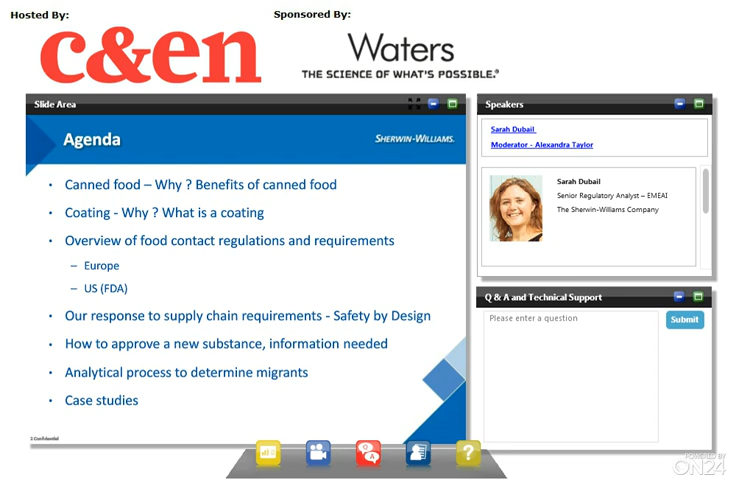 Hosted By:
Sponsored By:
c&en
Waters
THE SCIENCE OF WHAT'S POSSIBLE.®
Slide Area
Agenda
SHERWIN-WILLIAMS.
• Canned food – Why ? Benefits of canned food
• Coating - Why ? What is a coating
• Overview of food contact regulations and requirements
– Europe
– US (FDA)
• Our response to supply chain requirements - Safety by Design
• How to approve a new substance, information needed
• Analytical process to determine migrants
• Case studies
2 Confidential
Speakers
Sarah Dubail
Moderator - Alexandra Taylor
Sarah Dubail
Senior Regulatory Analyst – EMEAI
The Sherwin-Williams Company
Q & A and Technical Support
Please enter a question
Submit
Q
A
?
POWERED BY
ON24